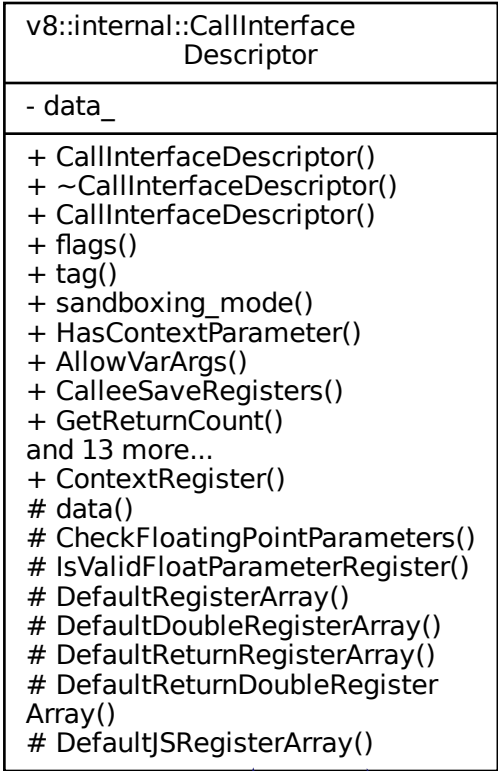 v8::internal::CallInterface
Descriptor
- data_
+ CallInterfaceDescriptor()
+ ~CallInterfaceDescriptor()
+ CallInterfaceDescriptor()
+ flags()
+ tag()
+ sandboxing_mode()
+ HasContextParameter()
+ AllowVarArgs()
+ CalleeSaveRegisters()
+ GetReturnCount()
and 13 more...
+ ContextRegister()
# data()
# CheckFloatingPointParameters()
# IsValidFloatParameterRegister()
# DefaultRegisterArray()
# DefaultDoubleRegisterArray()
# DefaultReturnRegisterArray()
# DefaultReturnDoubleRegister
Array()
# DefaultJSRegisterArray()